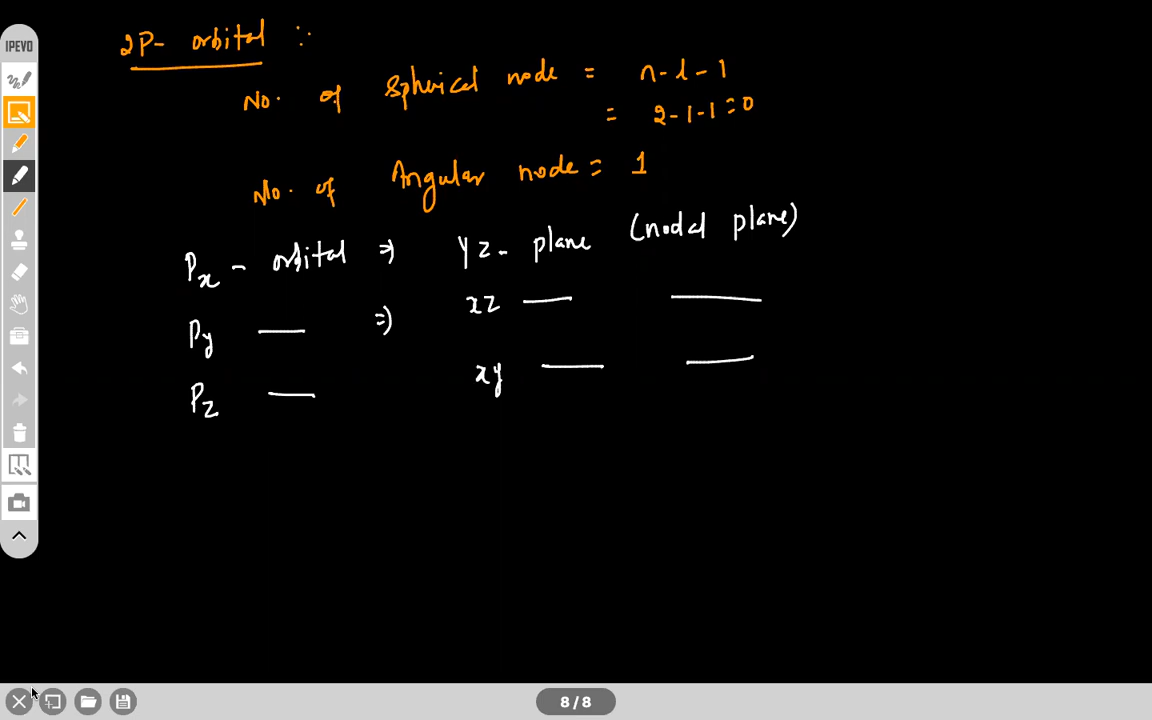 IPEVO
2P- orbital :
No. of Spherical node = n-l-1
= 2-1-1=0
No. of Angular node = 1
Px - orbital ⇒ yz - plane (nodal plane)
Py — ⇒ xz — —
Pz — xy — —
8/8